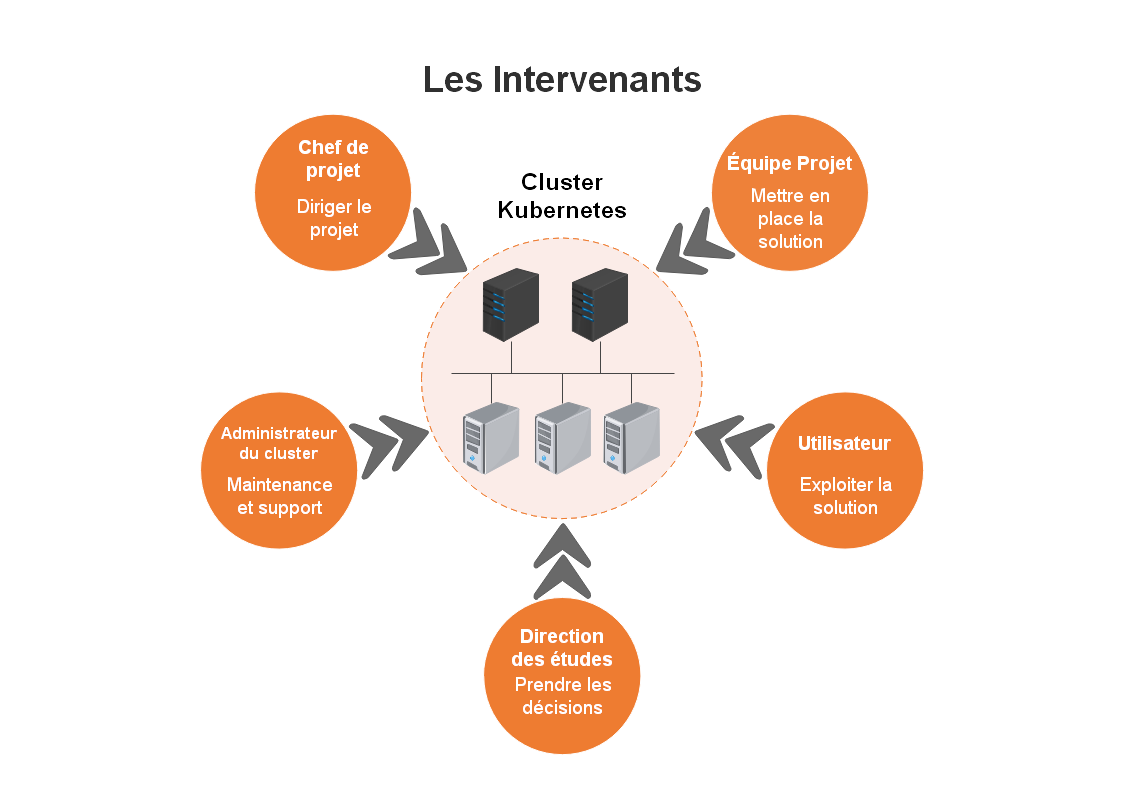 Les Intervenants
Chef de
projet
Diriger le
projet
Cluster
Kubernetes
Équipe Projet
Mettre en
place la
solution
Administrateur
du cluster
Maintenance
et support
Utilisateur
Exploiter la
solution
Direction
des études
Prendre les
décisions